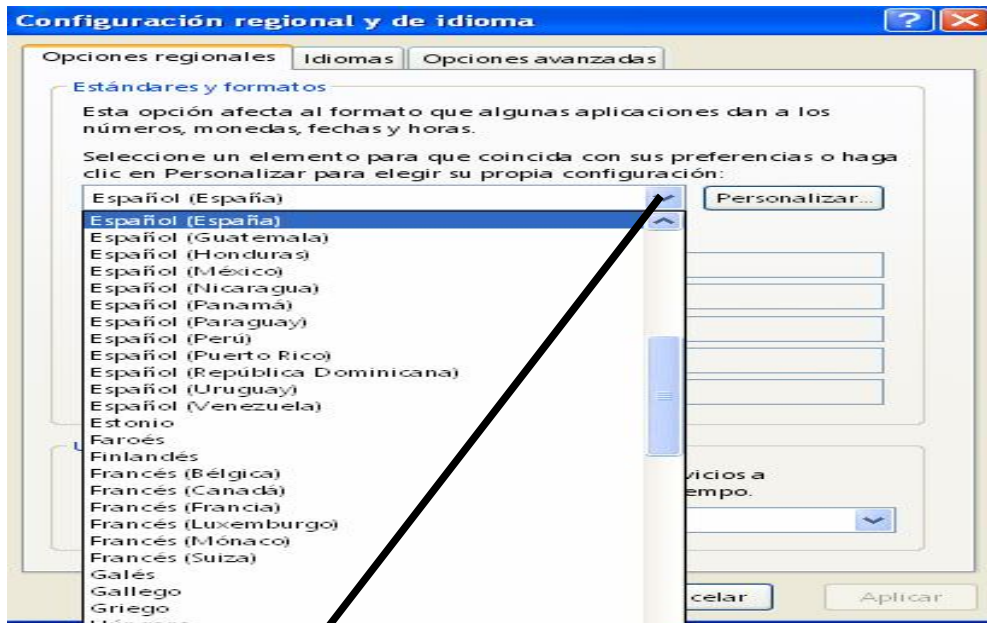 Configuración regional y de idioma
Opciones regionales
Idiomas
Opciones avanzadas
Estándares y formatos
Esta opción afecta al formato que algunas aplicaciones dan a los
números, monedas, fechas y horas.
Seleccione un elemento para que coincida con sus preferencias o haga
clic en Personalizar para elegir su propia configuración:
Español (España)
Personalizar...
Español (España)
Español (Guatemala)
Español (Honduras)
Español (México)
Español (Nicaragua)
Español (Panamá)
Español (Paraguay)
Español (Perú)
Español (Puerto Rico)
Español (República Dominicana)
Español (Uruguay)
Español (Venezuela)
Estonio
Faroés
Finlandés
Francés (Bélgica)
vicios a
Francés (Canadá)
empo.
Francés (Francia)
Francés (Luxemburgo)
Francés (Mónaco)
Francés (Suiza)
Galés
Gallego
Griego
celar
Aplicar